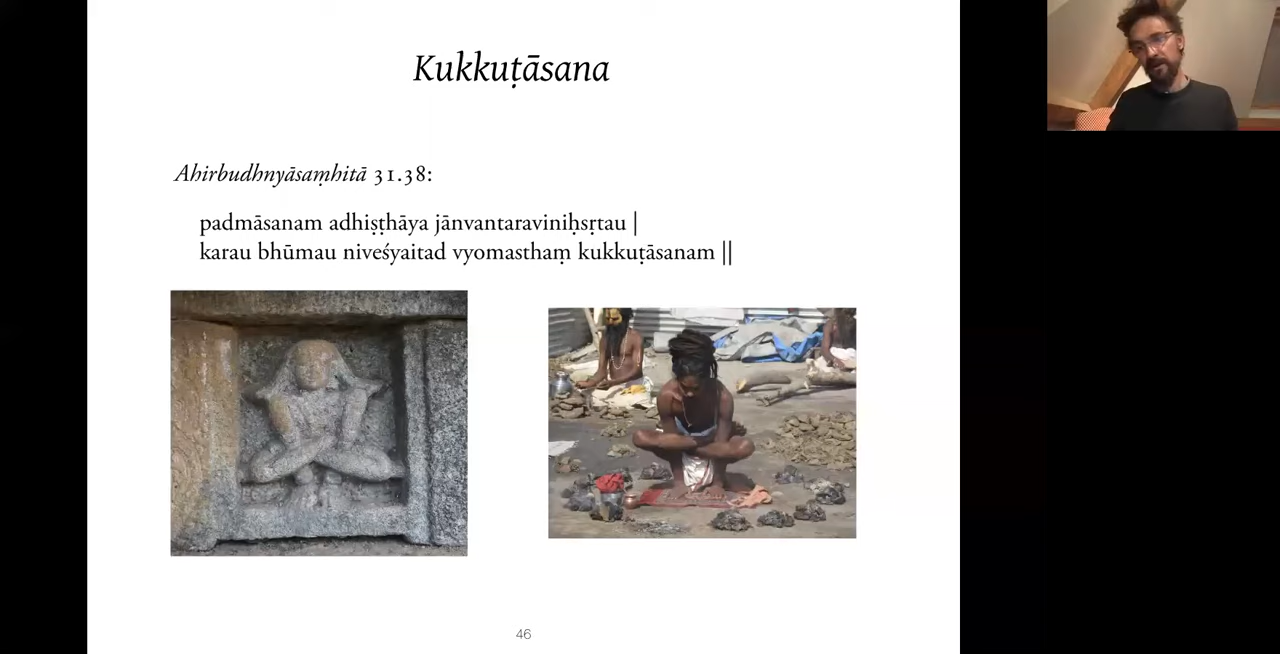 Kukkuṭāsana
Ahirbudhnyāsaṃhitā 31.38:
padmāsanam adhiṣṭhāya jānvantaraviniḥsṛtau |
karau bhūmau niveśyaitad vyomasthaṃ kukkuṭāsanam ||
46